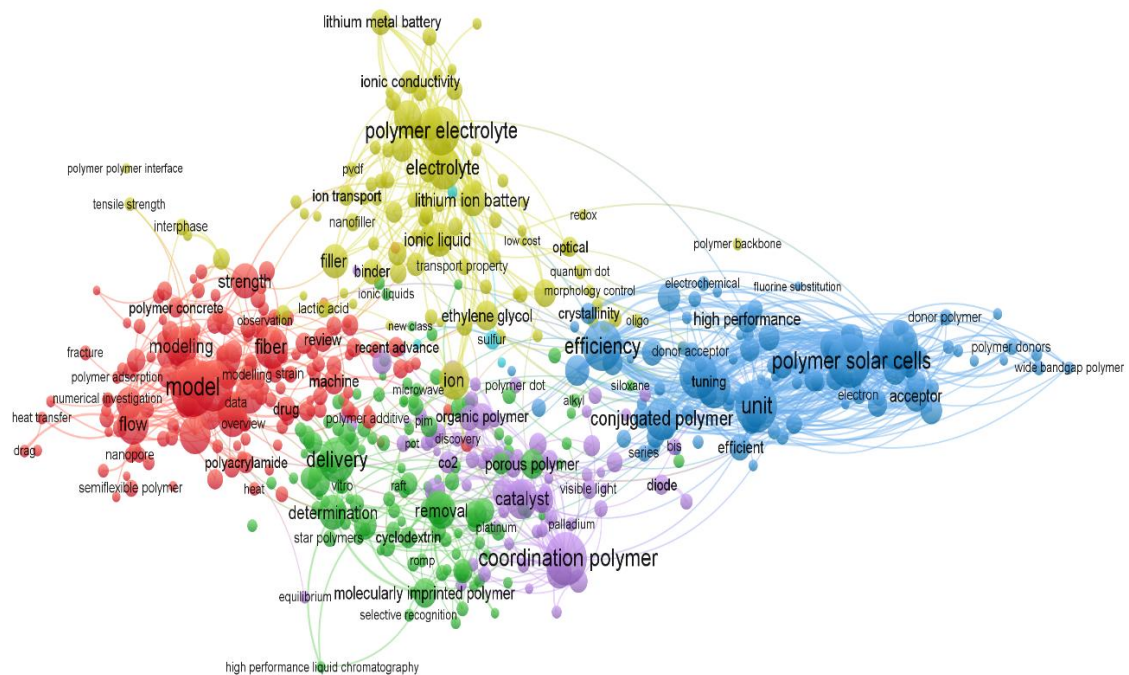 lithium metal battery
ionic conductivity
polymer electrolyte
electrolyte
polymer polymer interface
pvdf
ion transport
lithium ion battery
tensile strength
nanofiller
redox
interphase
ionic liquid
low cost
optical
polymer backbone
filler
binder
transport property
quantum dot
strength
ionic liquids
morphology control
electrochemical
fluorine substitution
polymer concrete
lactic acid
ethylene glycol
crystallinity
donor polymer
observation
new class
oligo
high performance
modeling
fiber
review
recent advance
sulfur
efficiency
donor acceptor
polymer donors
fracture
polymer solar cells
wide bandgap polymer
polymer adsorption
modelling strain
machine
ion
polymer dot
siloxane
tuning
electron
model
microwave
numerical investigation
data
drug
alkyl
acceptor
heat transfer
flow
overview
polymer additive
pim
organic polymer
conjugated polymer
unit
drag
nanopore
pot
discovery
series
bis
efficient
polyacrylamide
delivery
co2
porous polymer
semiflexible polymer
heat
vitro
raft
catalyst
visible light
diode
determination
removal
star polymers
cyclodextrin
platinum
palladium
romp
coordination polymer
equilibrium
molecularly imprinted polymer
selective recognition
high performance liquid chromatography